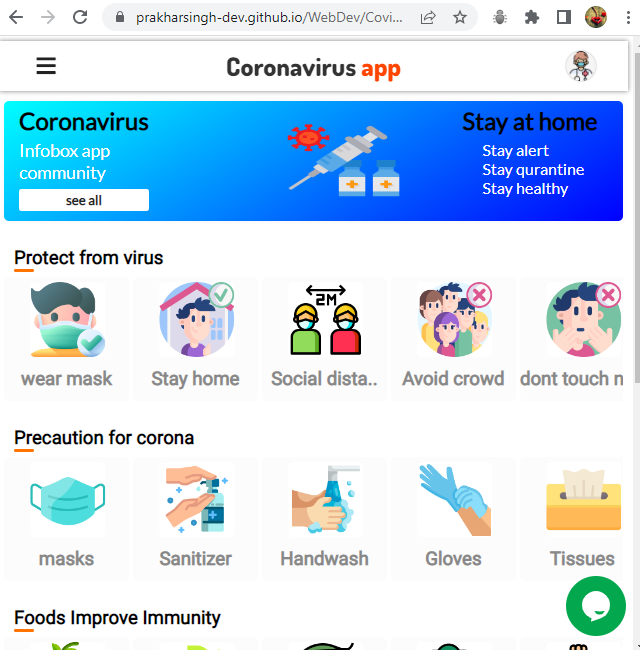 prakharsingh-dev.github.io/WebDev/Covi...
Coronavirus app
Coronavirus
Infobox app
community
see all
Stay at home
Stay alert
Stay qurantine
Stay healthy
Protect from virus
2M
wear mask
Stay home
Social dista..
Avoid crowd
dont touch n
Precaution for corona
masks
Sanitizer
Handwash
Gloves
Tissues
Foods Improve Immunity